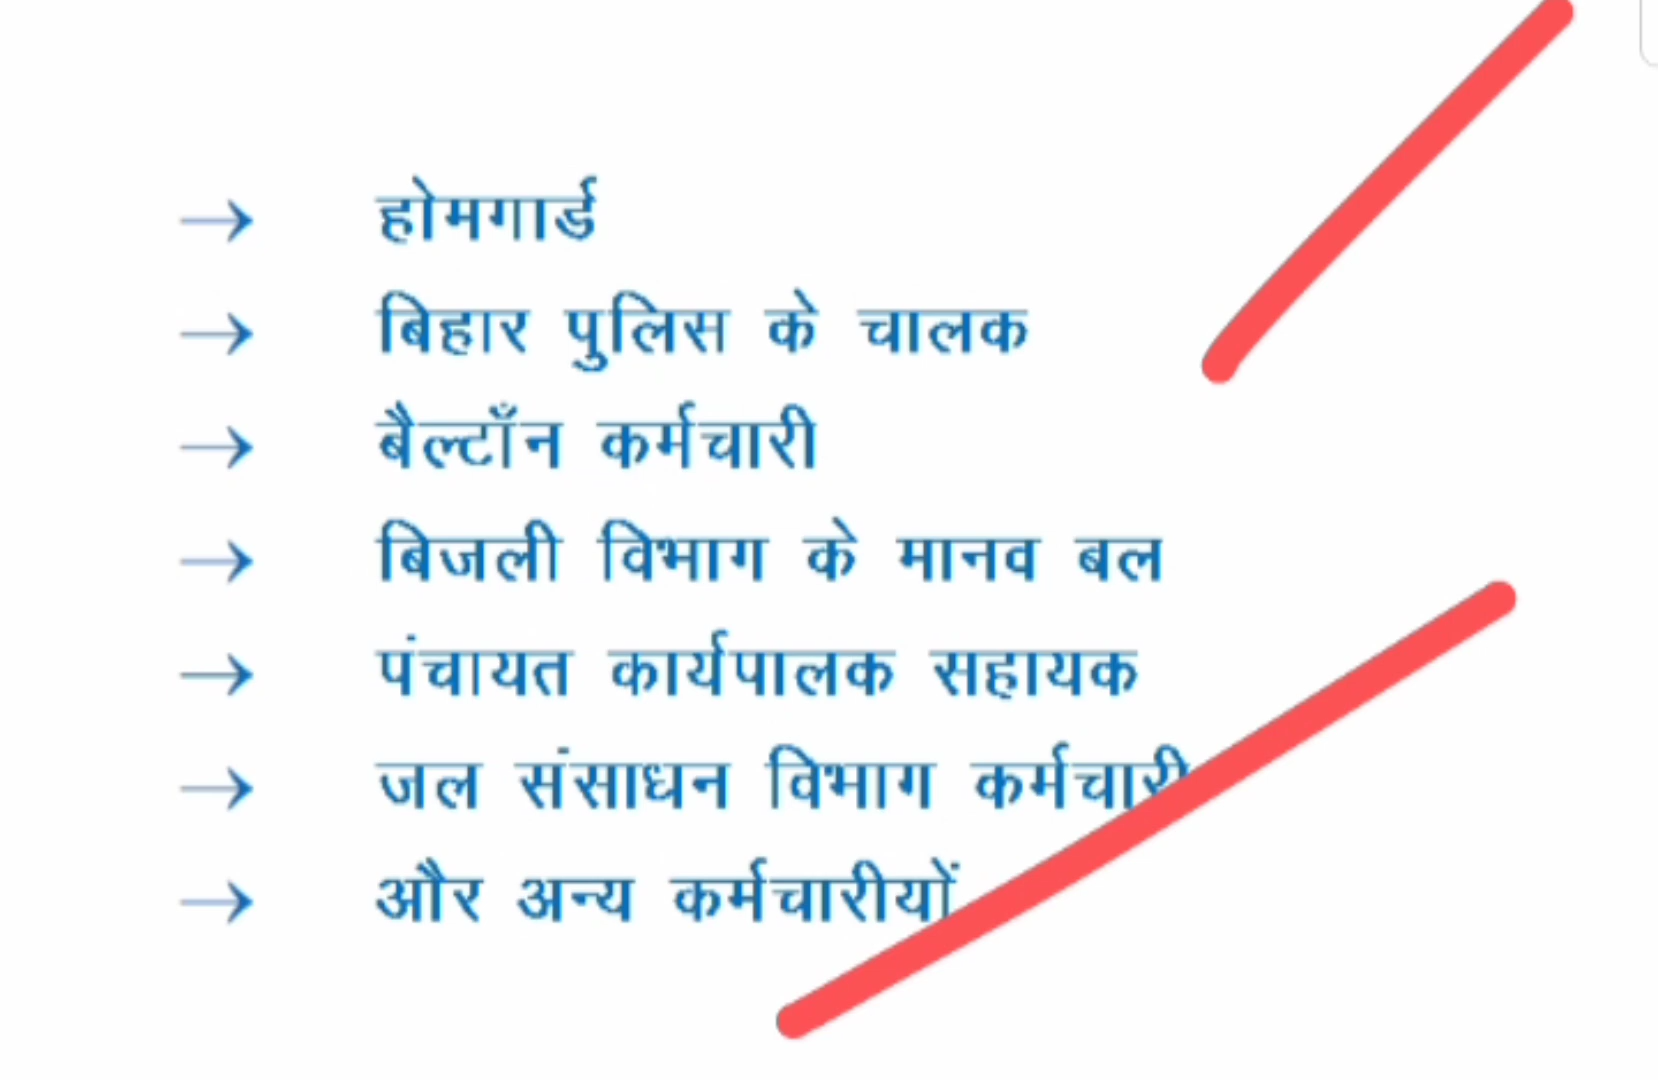 → होमगार्ड
→ बिहार पुलिस के चालक
→ बैल्टाँन कर्मचारी
→ बिजली विभाग के मानव बल
→ पंचायत कार्यपालक सहायक
→ जल संसाधन विभाग कर्मचारी
→ और अन्य कर्मचारीयों